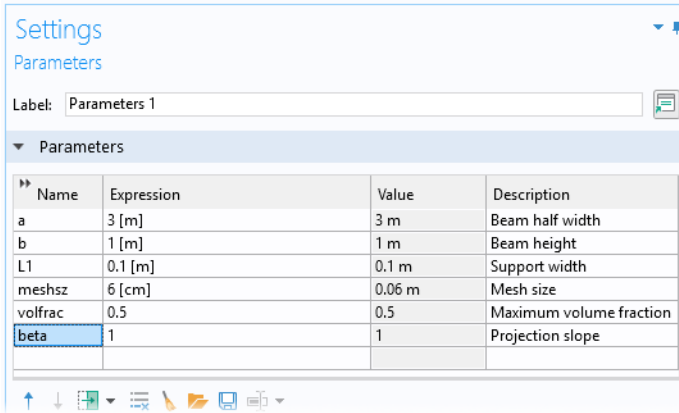 Settings
Parameters
Label: Parameters 1
Parameters
Name Expression Value Description
a 3 [m] 3 m Beam half width
b 1 [m] 1 m Beam height
L1 0.1 [m] 0.1 m Support width
meshsz 6 [cm] 0.06 m Mesh size
volfrac 0.5 0.5 Maximum volume fraction
beta 1 1 Projection slope